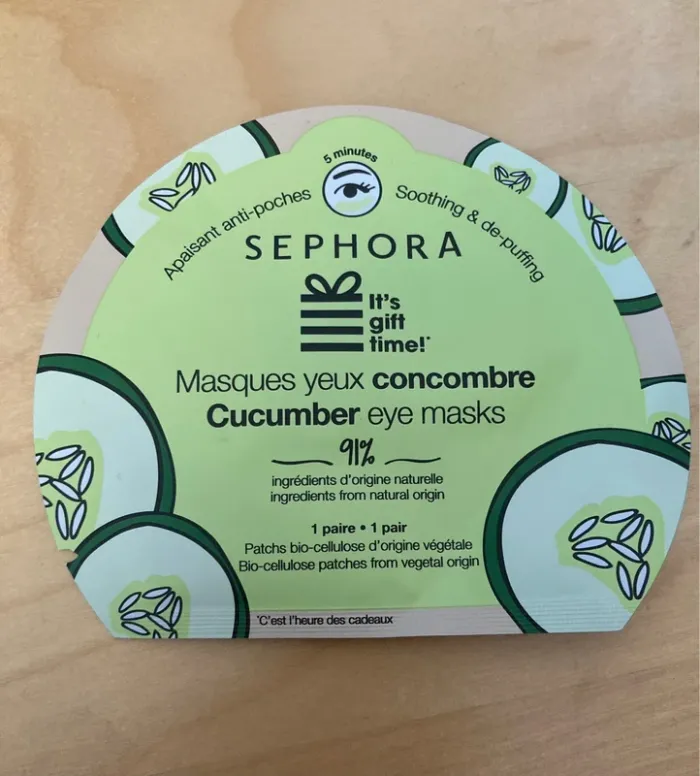 5 minutes
Apaisant anti-poches
Soothing & de-puffing
SEPHORA
It's
gift
time!*
Masques yeux concombre
Cucumber eye masks
91%
ingrédients d'origine naturelle
ingredients from natural origin
1 paire • 1 pair
Patchs bio-cellulose d'origine végétale
Bio-cellulose patches from vegetal origin
*C'est l'heure des cadeaux